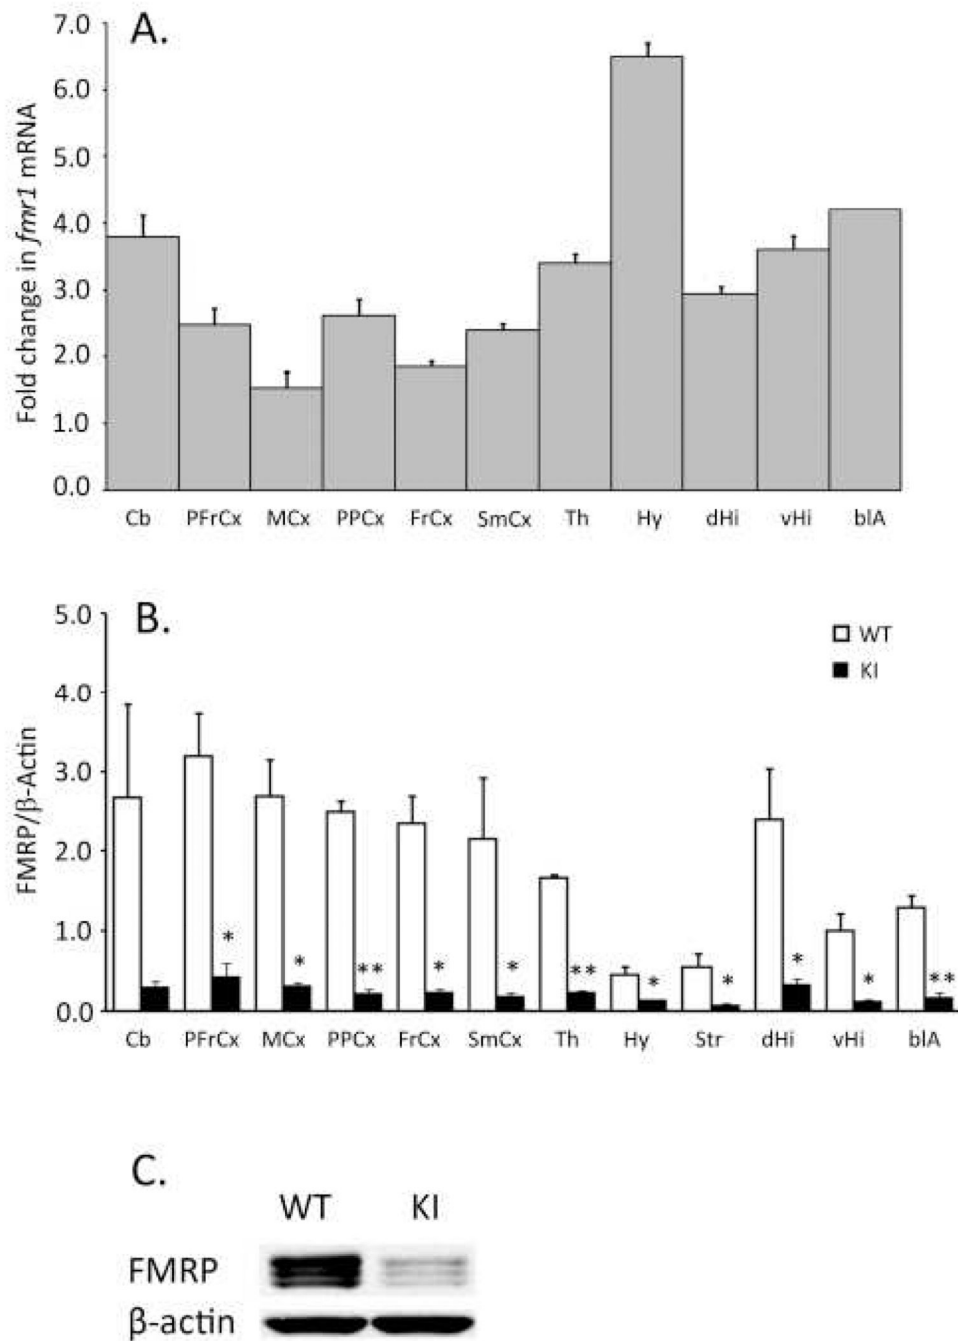 A.
Fold change in fmr1 mRNA
7.0
6.0
5.0
4.0
3.0
2.0
1.0
0.0
Cb PFrCx MCx PPCx FrCx SmCx Th Hy dHi vHi blA
B.
FMRP/β-Actin
5.0
4.0
3.0
2.0
1.0
0.0
WT
KI
* * ** * * ** * * * * **
Cb PFrCx MCx PPCx FrCx SmCx Th Hy Str dHi vHi blA
C.
WT KI
FMRP
β-actin